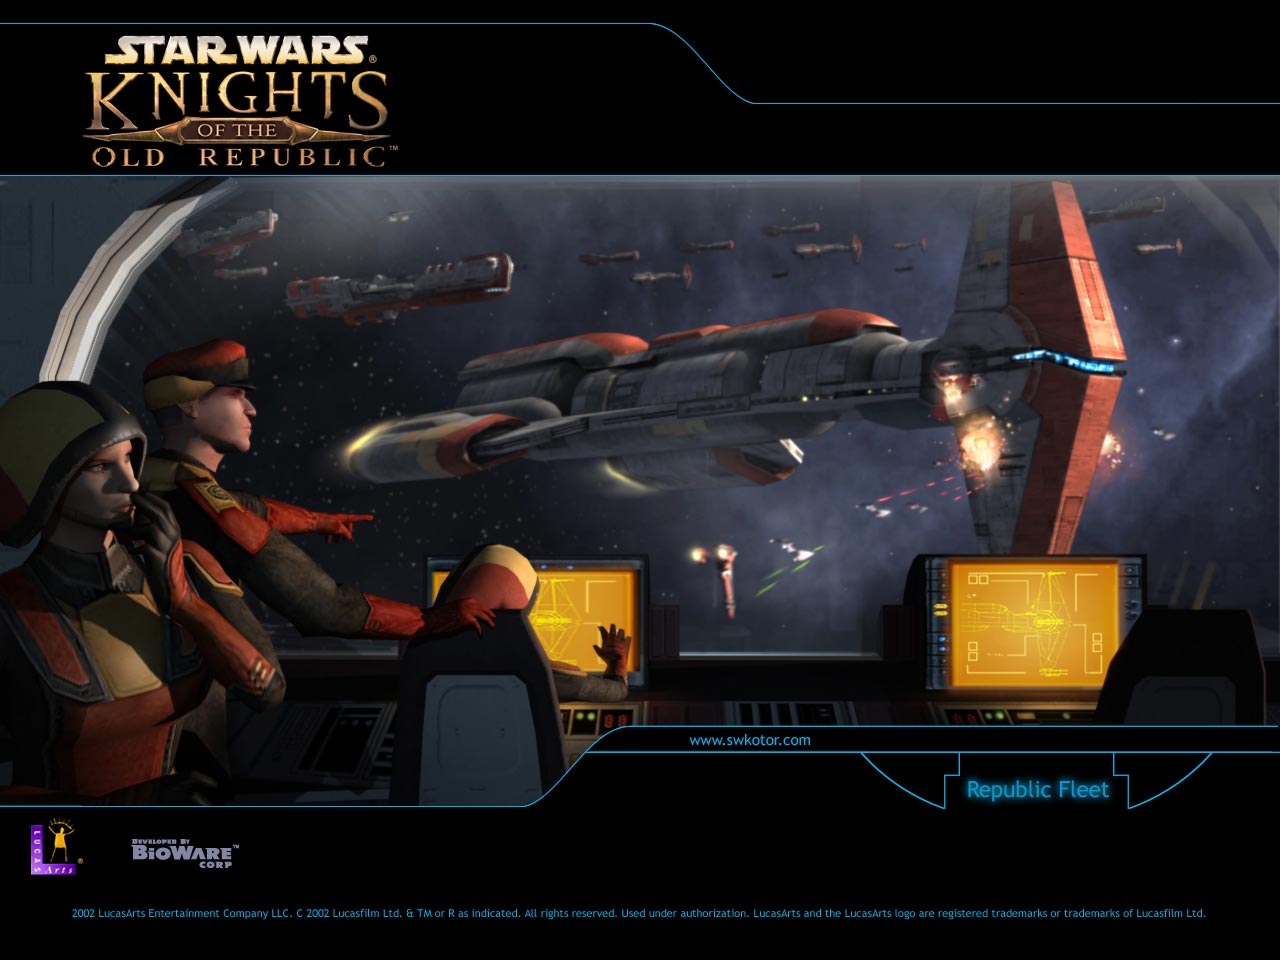 STAR WARS®
KNIGHTS
OF THE
OLD REPUBLIC™
www.swkotor.com
Republic Fleet
LUCAS Arts ®
DEVELOPED BY
BIOWARE™
CORP
2002 LucasArts Entertainment Company LLC. C 2002 Lucasfilm Ltd. & TM or R as indicated. All rights reserved. Used under authorization. LucasArts and the LucasArts logo are registered trademarks or trademarks of Lucasfilm Ltd.